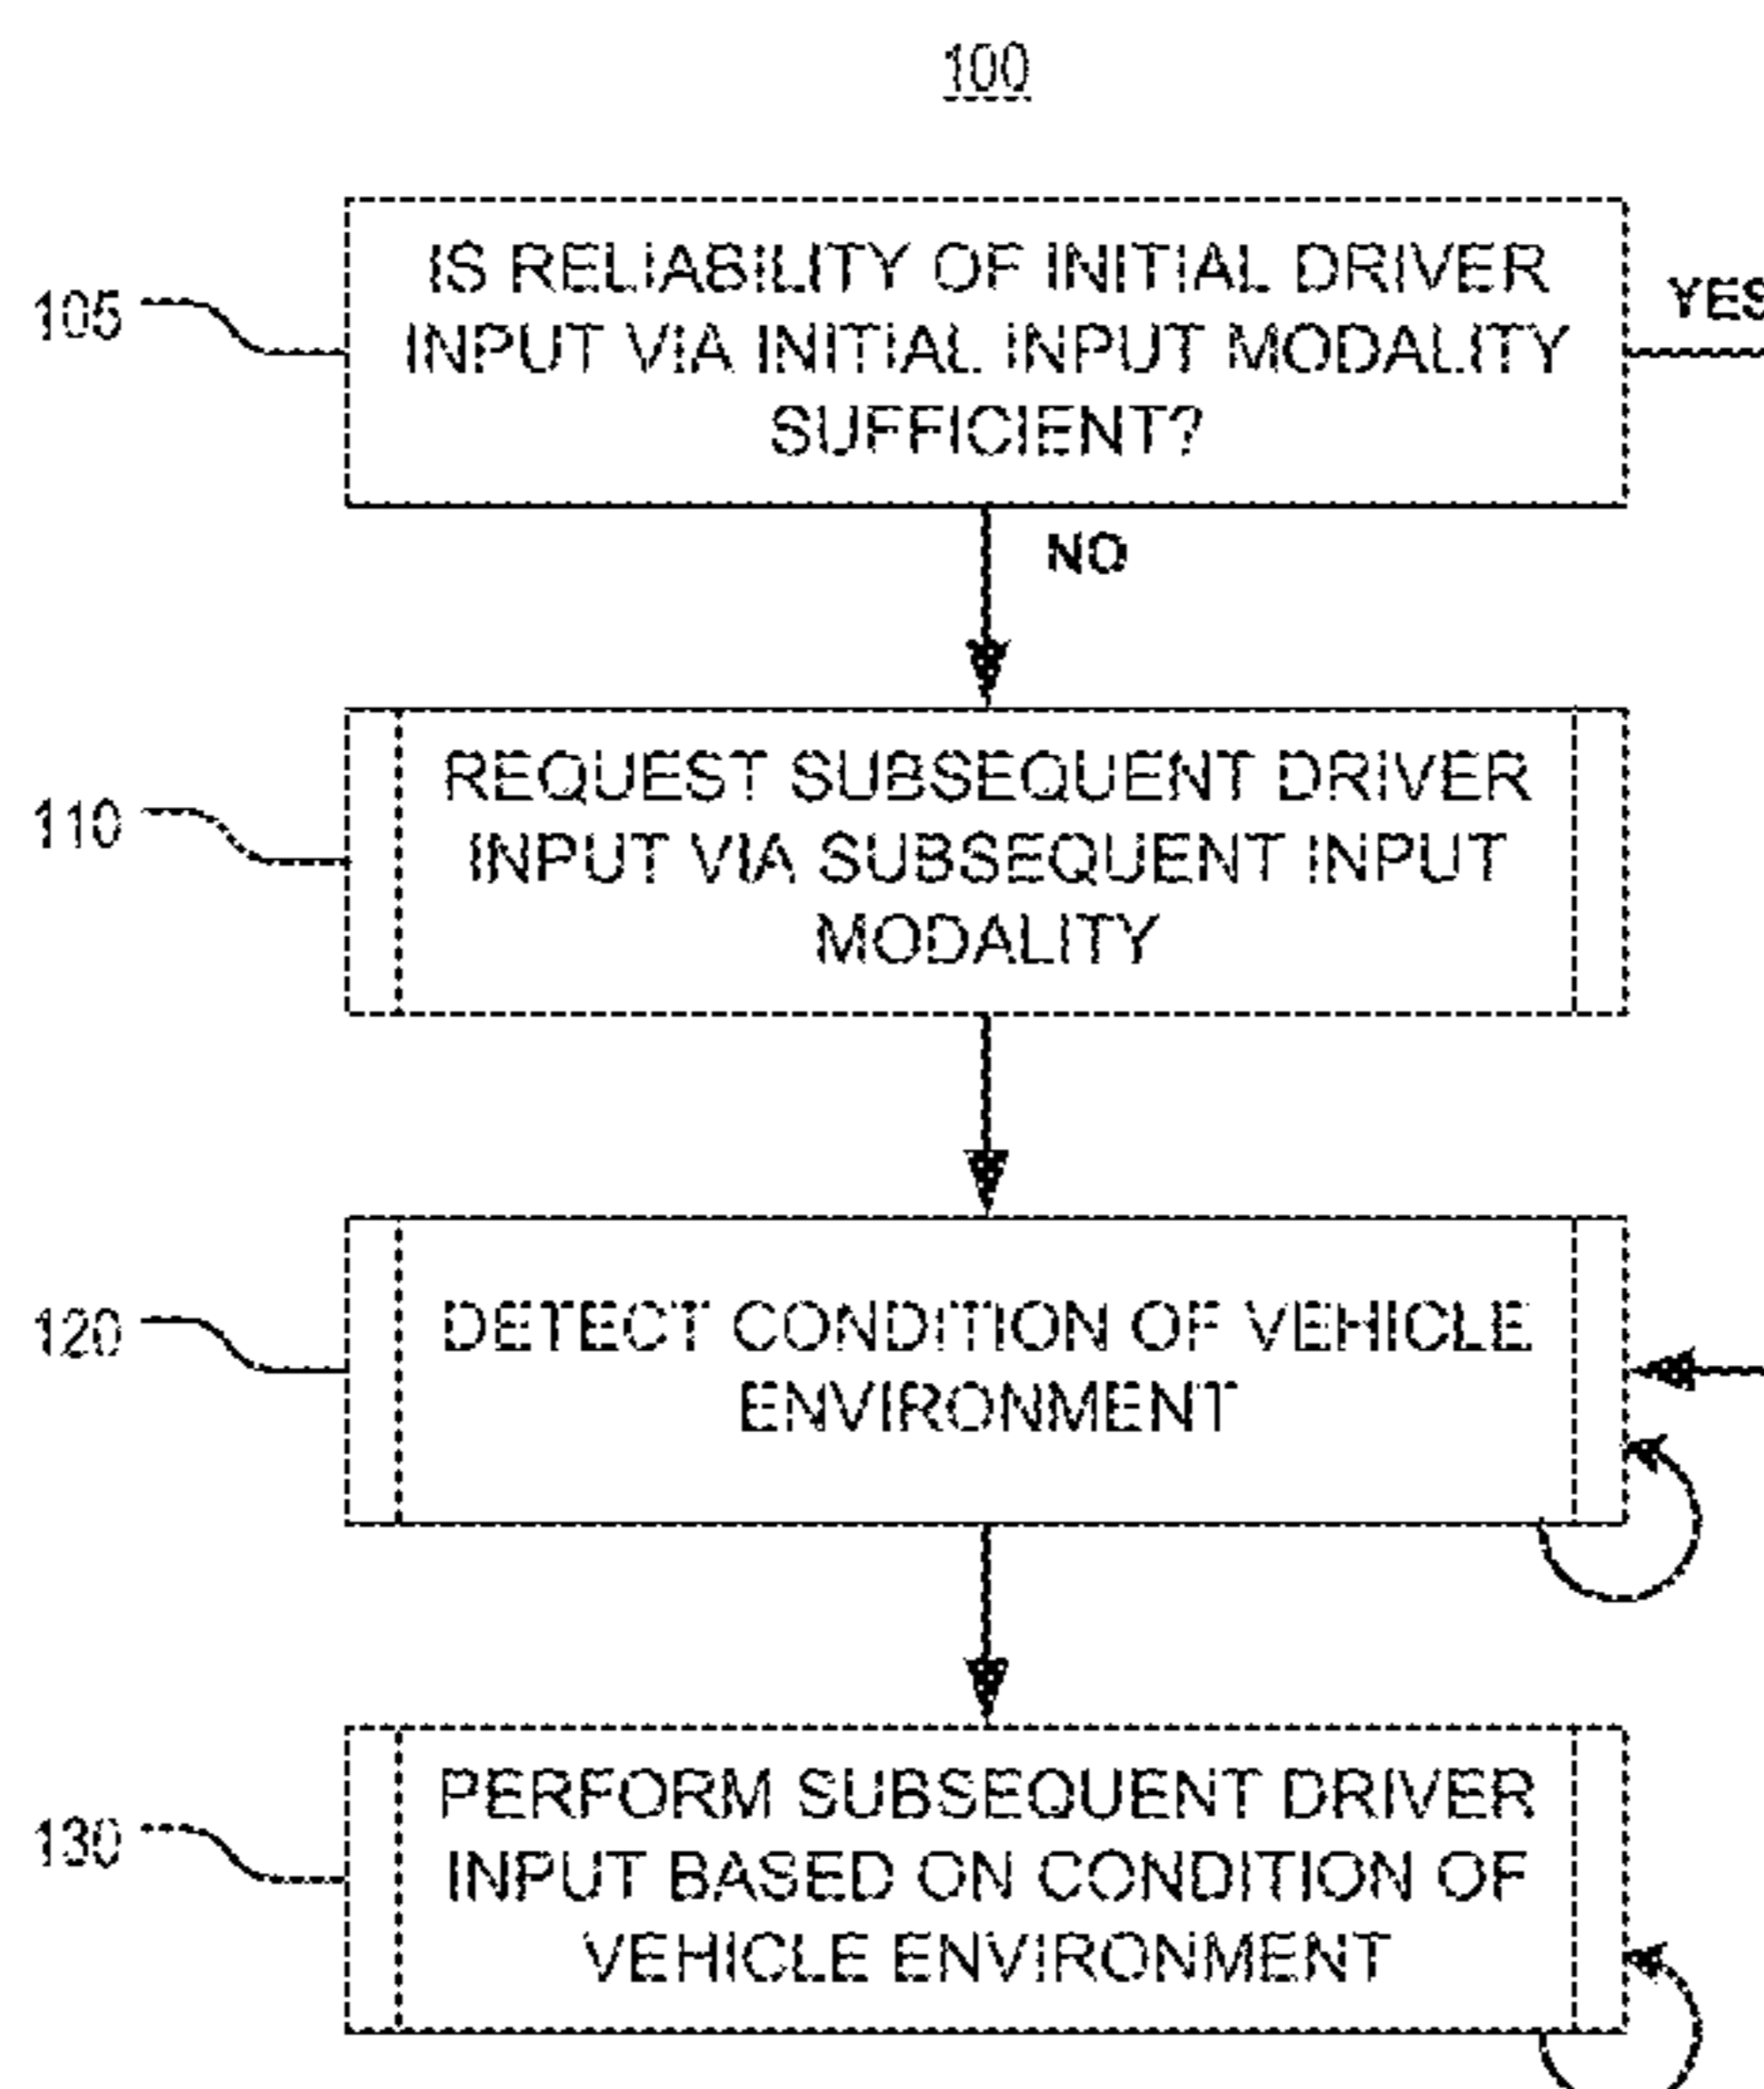 100
105
IS RELIABILITY OF INITIAL DRIVER
INPUT VIA INITIAL INPUT MODALITY
SUFFICIENT?
YES
NO
110
REQUEST SUBSEQUENT DRIVER
INPUT VIA SUBSEQUENT INPUT
MODALITY
120
DETECT CONDITION OF VEHICLE
ENVIRONMENT
130
PERFORM SUBSEQUENT DRIVER
INPUT BASED ON CONDITION OF
VEHICLE ENVIRONMENT